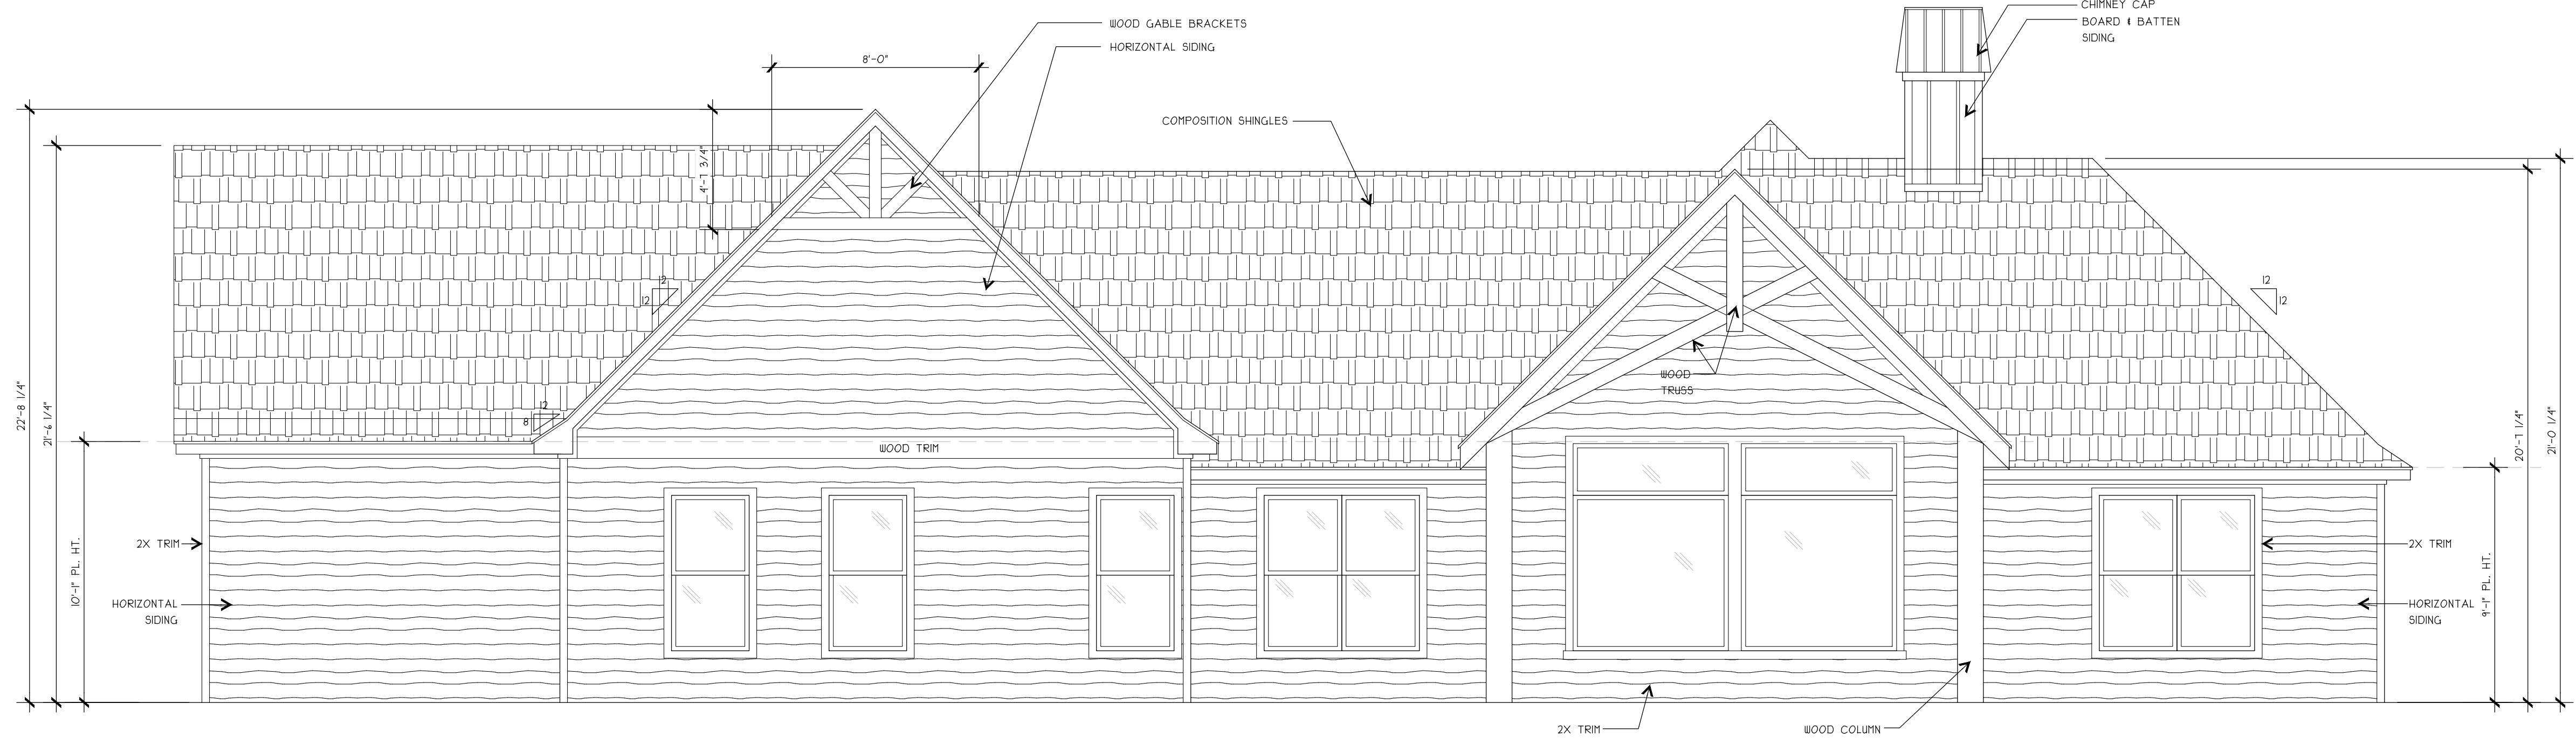 CHIMNEY CAP
BOARD & BATTEN
SIDING
WOOD GABLE BRACKETS
HORIZONTAL SIDING
8'-0"
COMPOSITION SHINGLES
4'-7 3/4"
12
12
12
12
12
8
22'-8 1/4"
21'-6 1/4"
10'-1" PL. HT.
WOOD
TRUSS
WOOD TRIM
20'-7 1/4"
21'-0 1/4"
9'-1" PL. HT.
2X TRIM
HORIZONTAL
SIDING
2X TRIM
HORIZONTAL
SIDING
2X TRIM
WOOD COLUMN